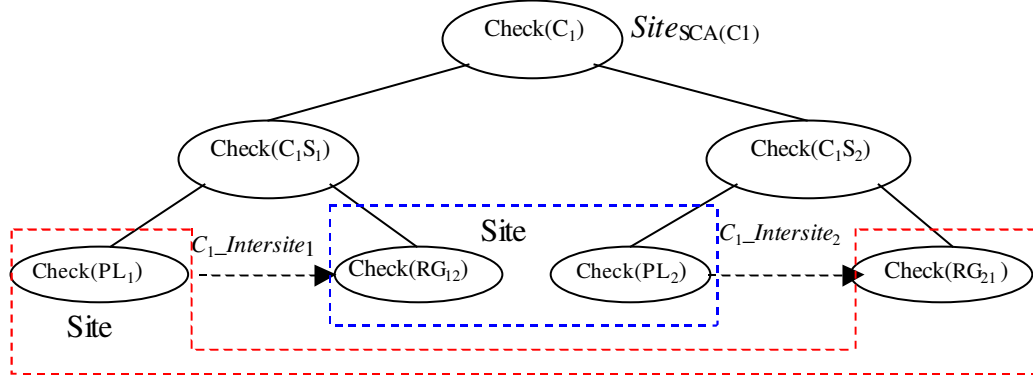 Check(C₁) Site_SCA(C1)
Check(C₁S₁) Check(C₁S₂)
Site
C₁_Intersite₁ C₁_Intersite₂
Check(PL₁) Check(RG₁₂) Check(PL₂) Check(RG₂₁)
Site